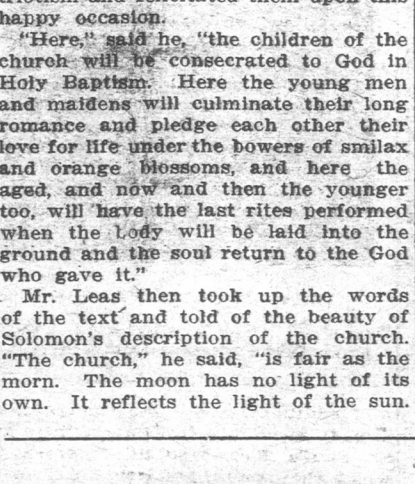 happy occasion.
"Here," said he, "the children of the
church will be consecrated to God in
Holy Baptism. Here the young men
and maidens will culminate their long
romance and pledge each other their
love for life under the bowers of smilax
and orange blossoms, and here the
aged, and now and then the younger
too, will have the last rites performed
when the body will be laid into the
ground and the soul return to the God
who gave it."
Mr. Leas then took up the words
of the text and told of the beauty of
Solomon's description of the church.
"The church," he said, "is fair as the
morn. The moon has no light of its
own. It reflects the light of the sun.